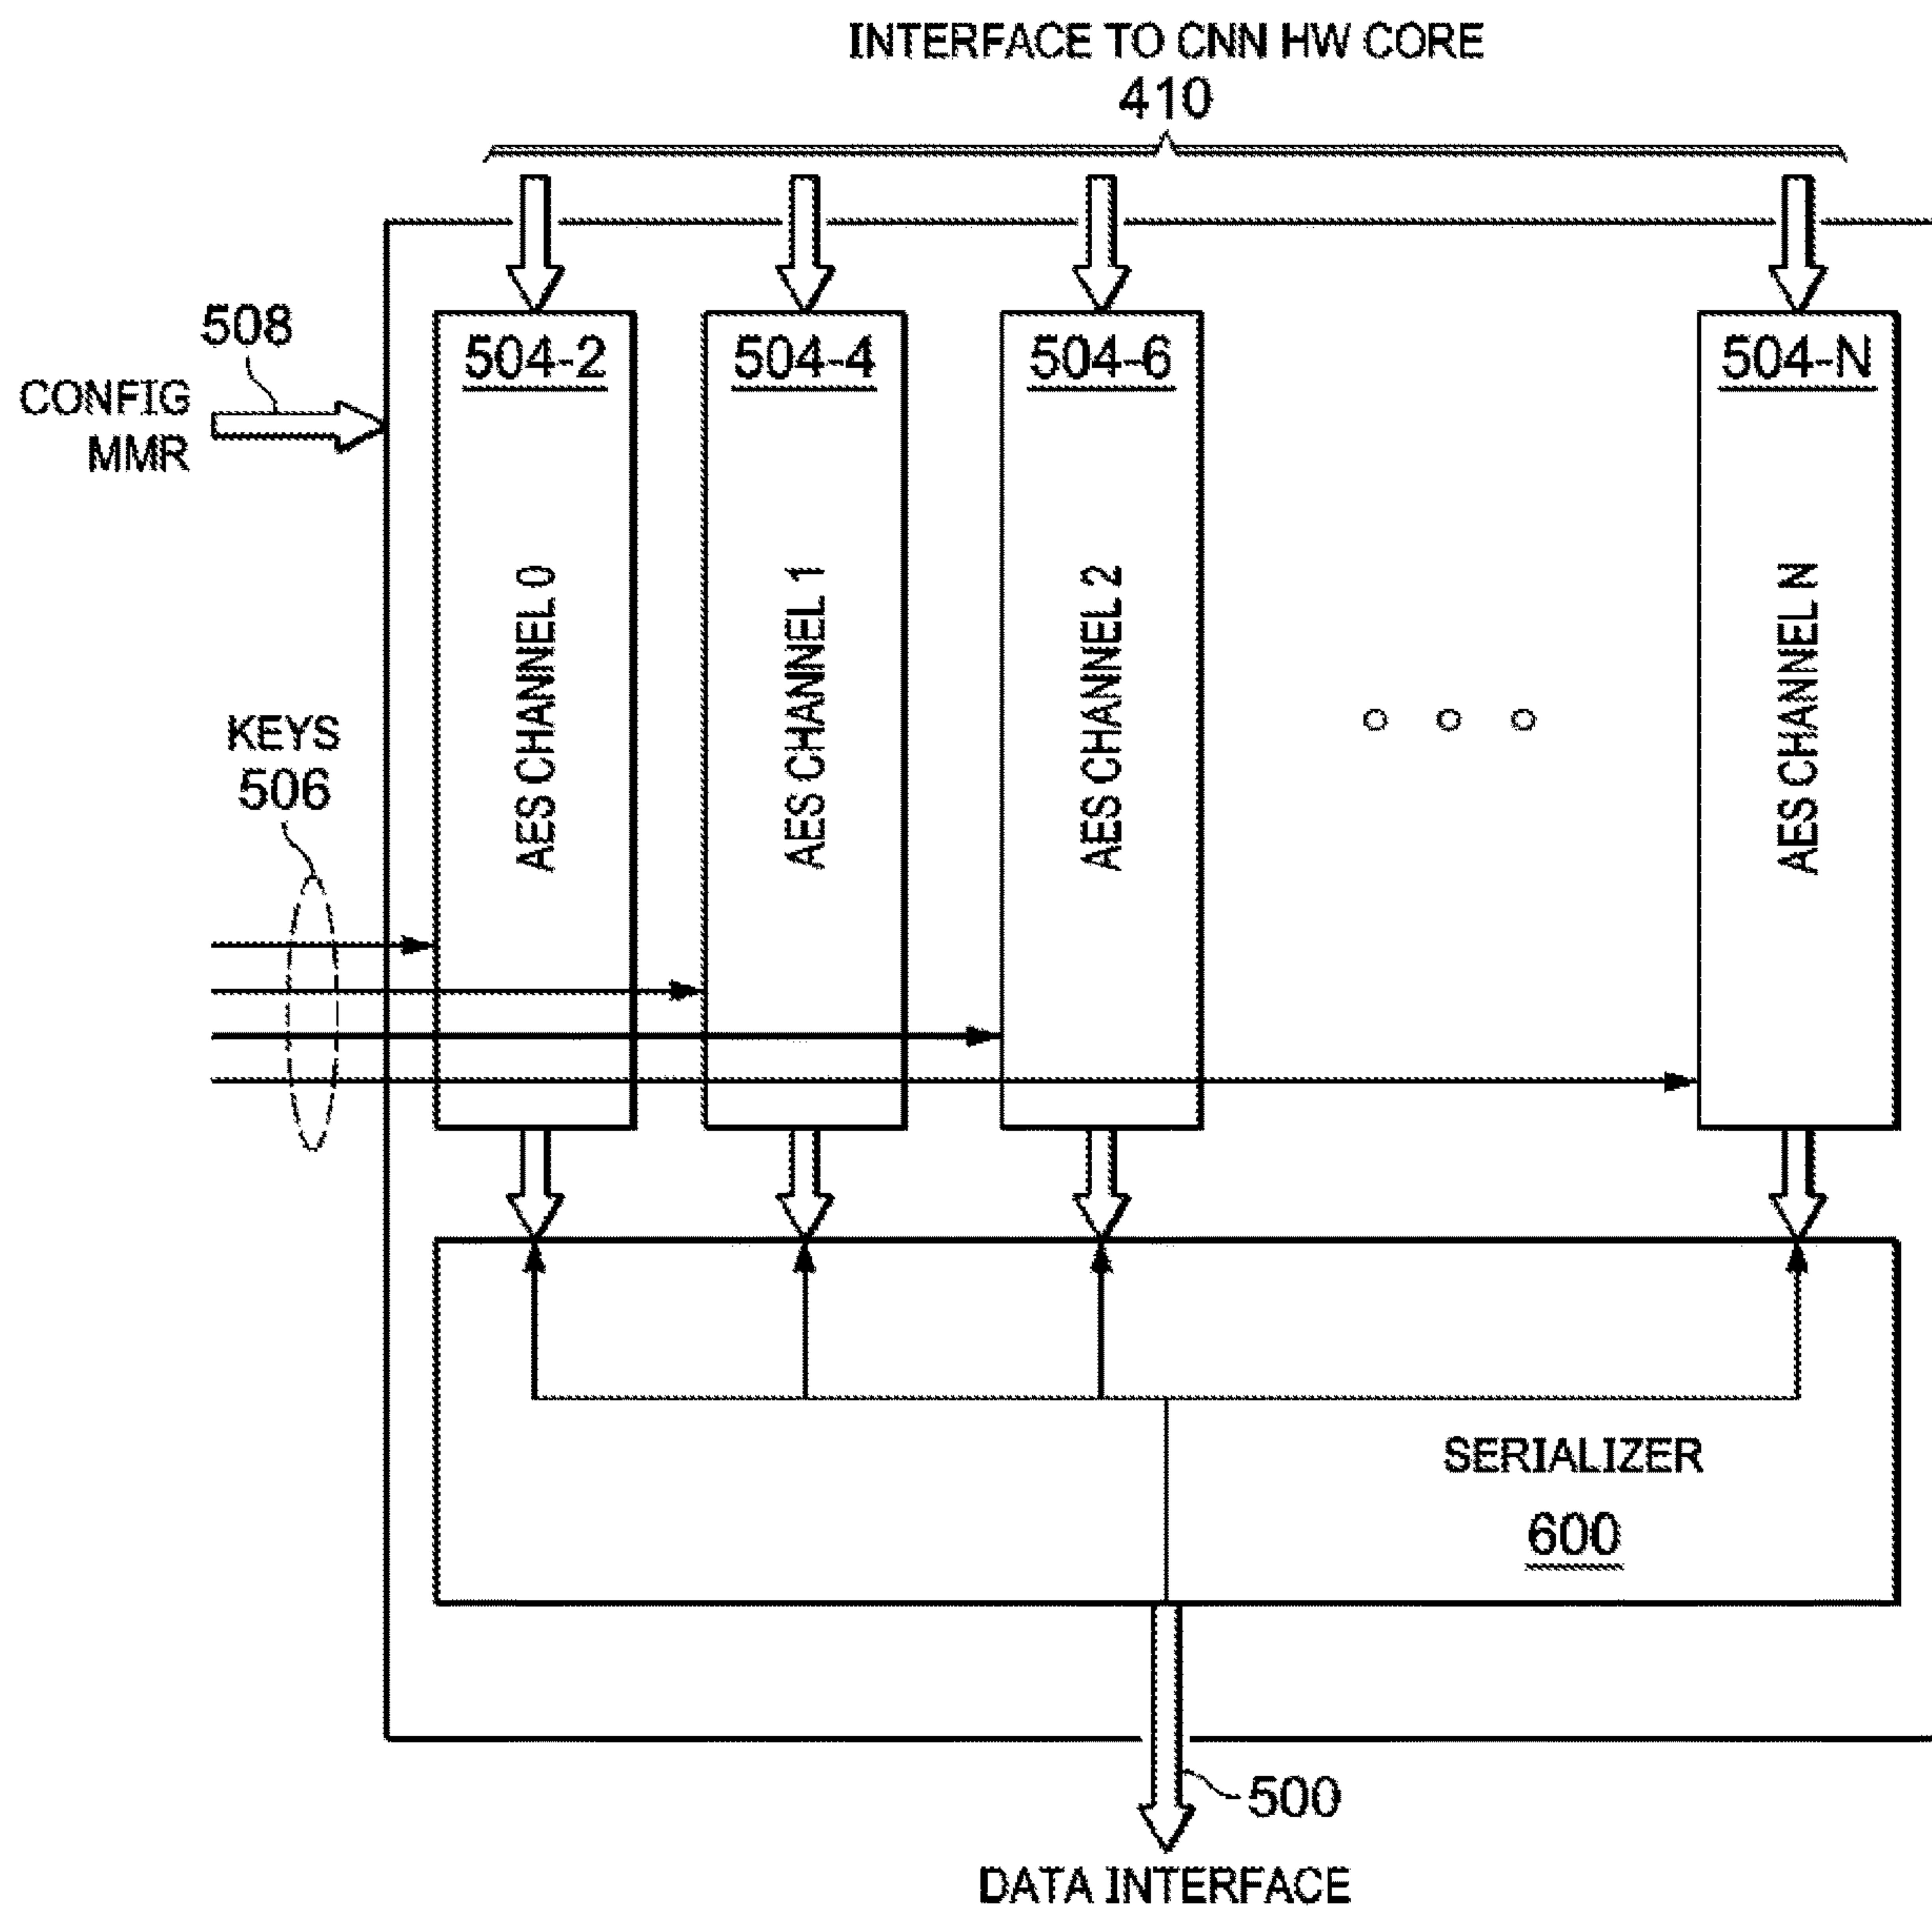 INTERFACE TO CNN HW CORE
410
508
CONFIG
MMR
504-2
504-4
504-6
504-N
AES CHANNEL 0
AES CHANNEL 1
AES CHANNEL 2
AES CHANNEL N
KEYS
506
SERIALIZER
600
500
DATA INTERFACE